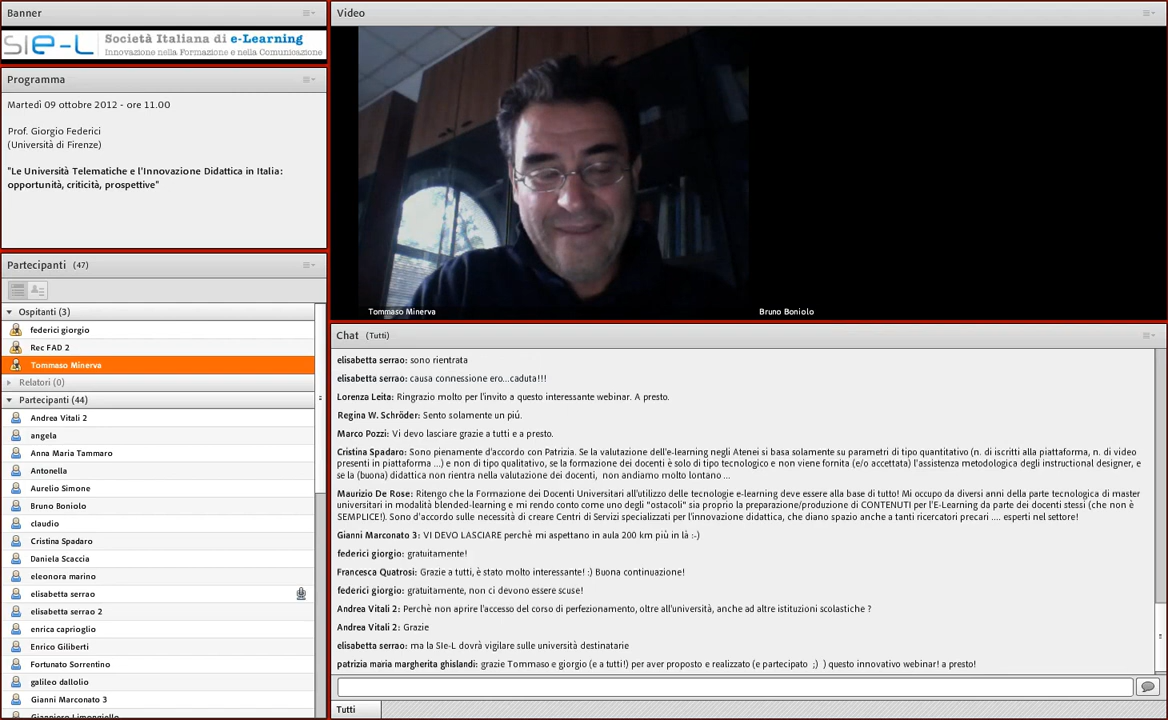 Banner
SIe-L
Società Italiana di e-Learning
Innovazione nella Formazione e nella Comunicazione
Programma
Martedì 09 ottobre 2012 - ore 11.00
Prof. Giorgio Federici
(Università di Firenze)
"Le Università Telematiche e l'Innovazione Didattica in Italia:
opportunità, criticità, prospettive"
Partecipanti (47)
Ospitanti (3)
federici giorgio
Rec FAD 2
Tommaso Minerva
Relatori (0)
Partecipanti (44)
Andrea Vitali 2
angela
Anna Maria Tammaro
Antonella
Aurelio Simone
Bruno Boniolo
claudio
Cristina Spadaro
Daniela Scaccia
eleonora marino
elisabetta serrao
elisabetta serrao 2
enrica caprioglio
Enrico Giliberti
Fortunato Sorrentino
galileo dallolio
Gianni Marconato 3
Gianpiero Limongiello
Video
Tommaso Minerva
Bruno Boniolo
Chat (Tutti)
elisabetta serrao: sono rientrata
elisabetta serrao: causa connessione ero...caduta!!!
Lorenza Leita: Ringrazio molto per l'invito a questo interessante webinar. A presto.
Regina W. Schröder: Sento solamente un piú.
Marco Pozzi: Vi devo lasciare grazie a tutti e a presto.
Cristina Spadaro: Sono pienamente d'accordo con Patrizia. Se la valutazione dell'e-learning negli Atenei si basa solamente su parametri di tipo quantitativo (n. di iscritti alla piattaforma, n. di video
presenti in piattaforma ...) e non di tipo qualitativo, se la formazione dei docenti è solo di tipo tecnologico e non viene fornita (e/o accettata) l'assistenza metodologica degli instructional designer, e
se la (buona) didattica non rientra nella valutazione dei docenti, non andiamo molto lontano ...
Maurizio De Rose: Ritengo che la Formazione dei Docenti Universitari all'utilizzo delle tecnologie e-learning deve essere alla base di tutto! Mi occupo da diversi anni della parte tecnologica di master
universitari in modalità blended-learning e mi rendo conto come uno degli "ostacoli" sia proprio la preparazione/produzione di CONTENUTI per l'E-Learning da parte dei docenti stessi (che non è
SEMPLICE!). Sono d'accordo sulle necessità di creare Centri di Servizi specializzati per l'innovazione didattica, che diano spazio anche a tanti ricercatori precari .... esperti nel settore!
Gianni Marconato 3: VI DEVO LASCIARE perchè mi aspettano in aula 200 km più in là :-)
federici giorgio: gratuitamente!
Francesca Quatrosi: Grazie a tutti, è stato molto interessante! :) Buona continuazione!
federici giorgio: gratuitamente, non ci devono essere scuse!
Andrea Vitali 2: Perchè non aprire l'accesso del corso di perfezionamento, oltre all'università, anche ad altre istituzioni scolastiche ?
Andrea Vitali 2: Grazie
elisabetta serrao: ma la SIe-L dovrà vigilare sulle università destinatarie
patrizia maria margherita ghislandi: grazie Tommaso e giorgio (e a tutti!) per aver proposto e realizzato (e partecipato ;) ) questo innovativo webinar! a presto!
Tutti